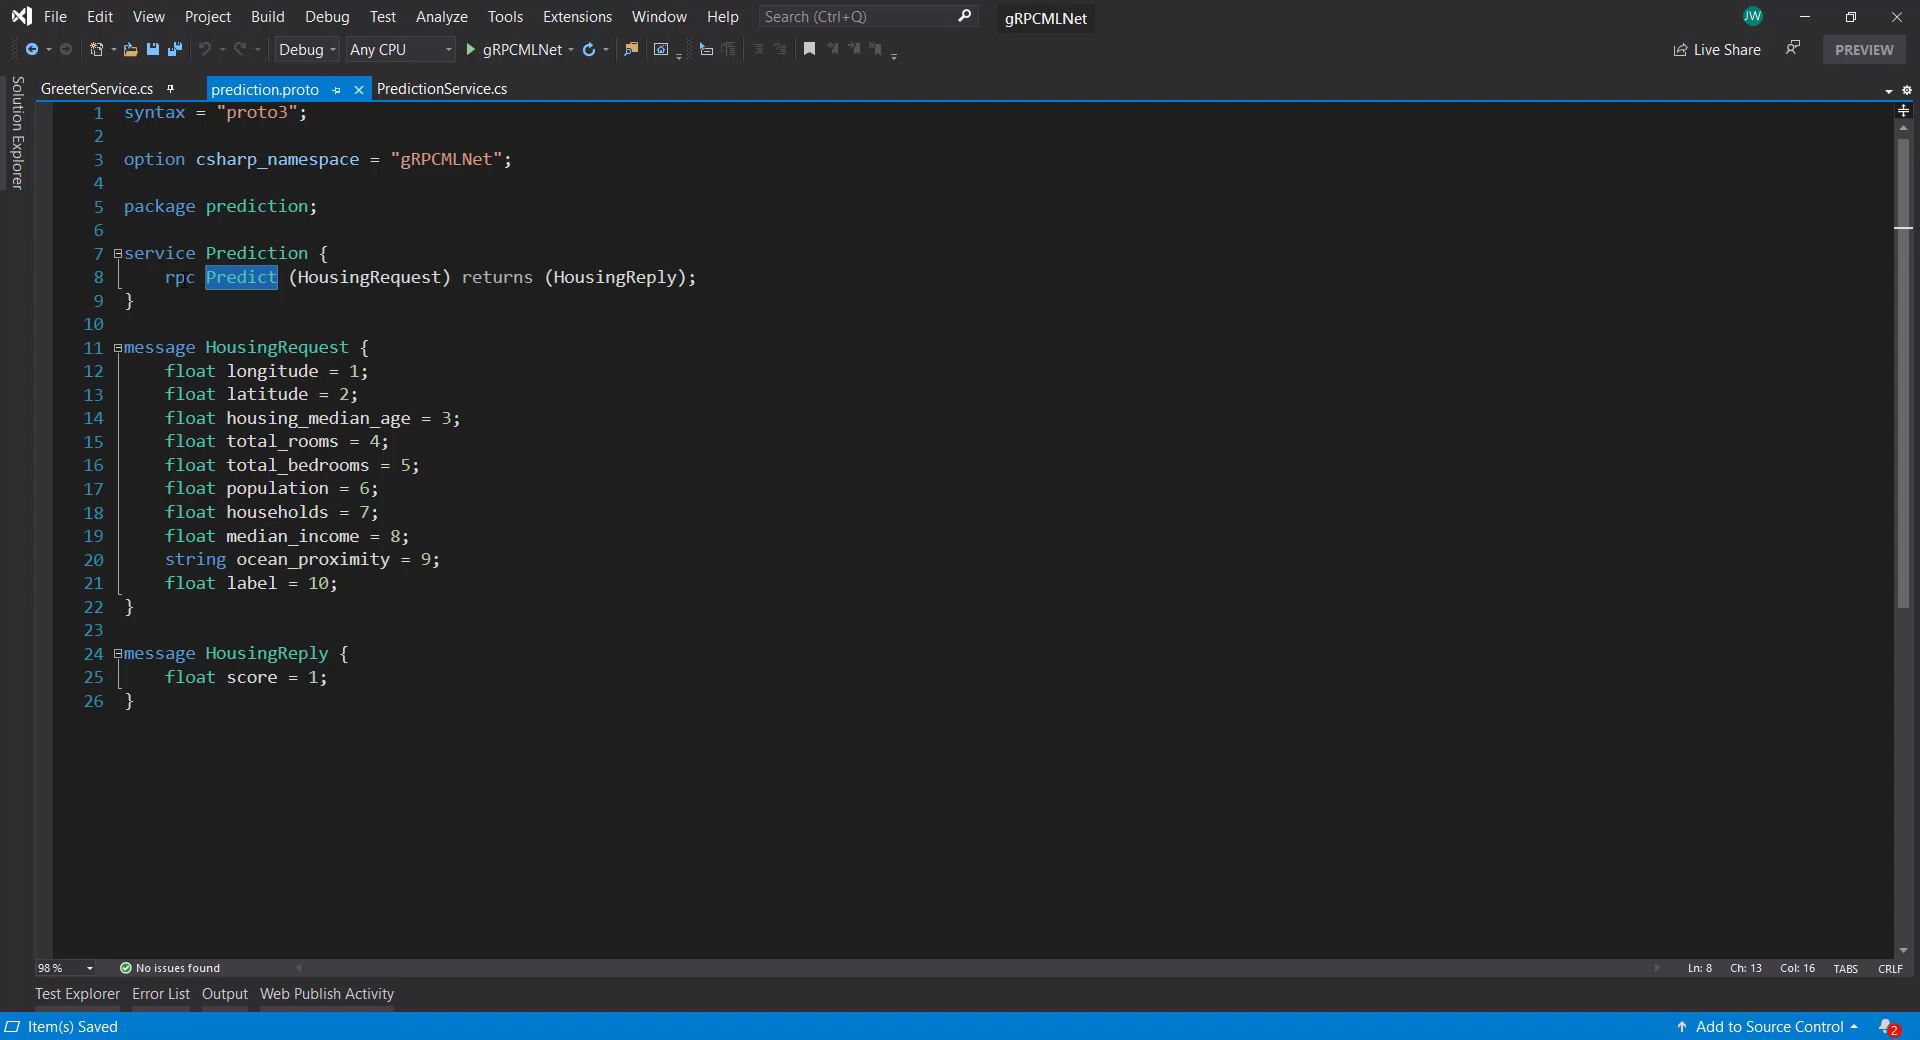 File Edit View Project Build Debug Test Analyze Tools Extensions Window Help Search (Ctrl+Q) gRPCMLNet JW
Debug Any CPU gRPCMLNet Live Share PREVIEW
Solution Explorer
GreeterService.cs prediction.proto PredictionService.cs
1 syntax = "proto3";
2
3 option csharp_namespace = "gRPCMLNet";
4
5 package prediction;
6
7 service Prediction {
8 rpc Predict (HousingRequest) returns (HousingReply);
9 }
10
11 message HousingRequest {
12 float longitude = 1;
13 float latitude = 2;
14 float housing_median_age = 3;
15 float total_rooms = 4;
16 float total_bedrooms = 5;
17 float population = 6;
18 float households = 7;
19 float median_income = 8;
20 string ocean_proximity = 9;
21 float label = 10;
22 }
23
24 message HousingReply {
25 float score = 1;
26 }
98 % No issues found Ln: 8 Ch: 13 Col: 16 TABS CRLF
Test Explorer Error List Output Web Publish Activity
Item(s) Saved Add to Source Control 2